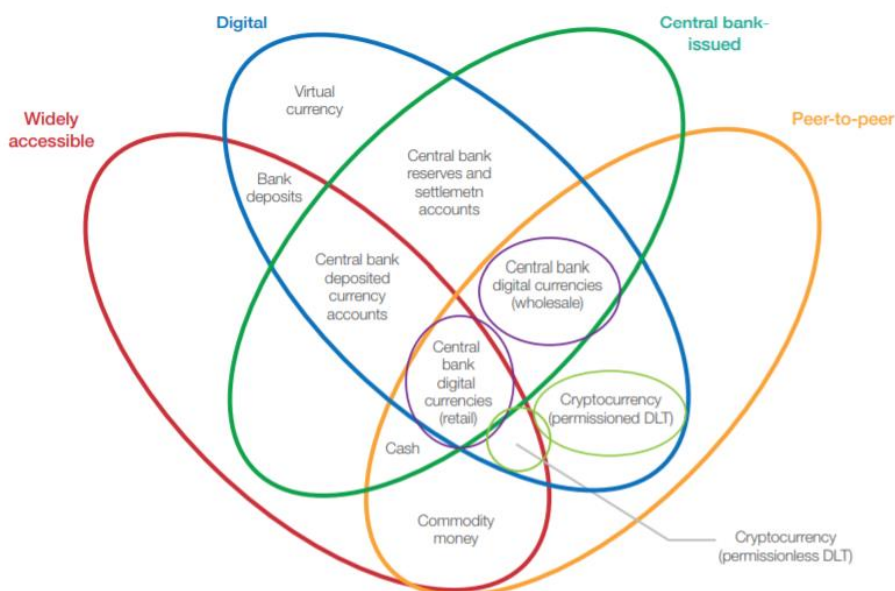 Digital
Central bank-
issued
Widely
accessible
Peer-to-peer
Virtual
currency
Bank
deposits
Central bank
reserves and
settlemetn
accounts
Central bank
deposited
currency
accounts
Central bank
digital currencies
(wholesale)
Central
bank
digital
currencies
(retail)
Cryptocurrency
(permissioned DLT)
Cash
Commodity
money
Cryptocurrency
(permissionless DLT)